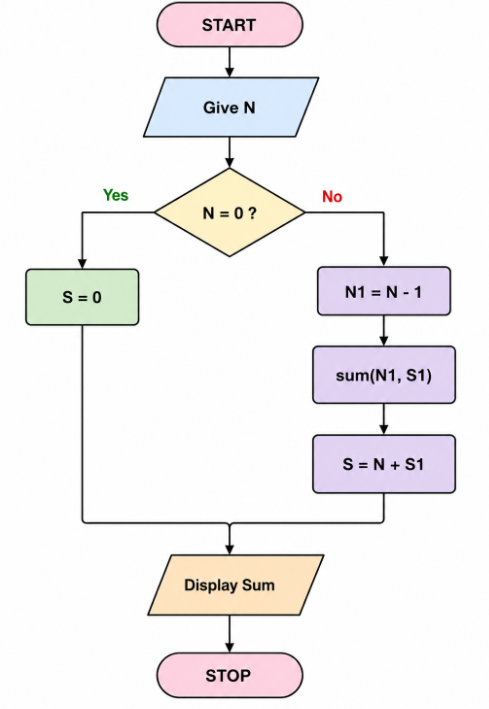 START
Give N
Yes
N = 0 ?
No
S = 0
N1 = N - 1
sum(N1, S1)
S = N + S1
Display Sum
STOP